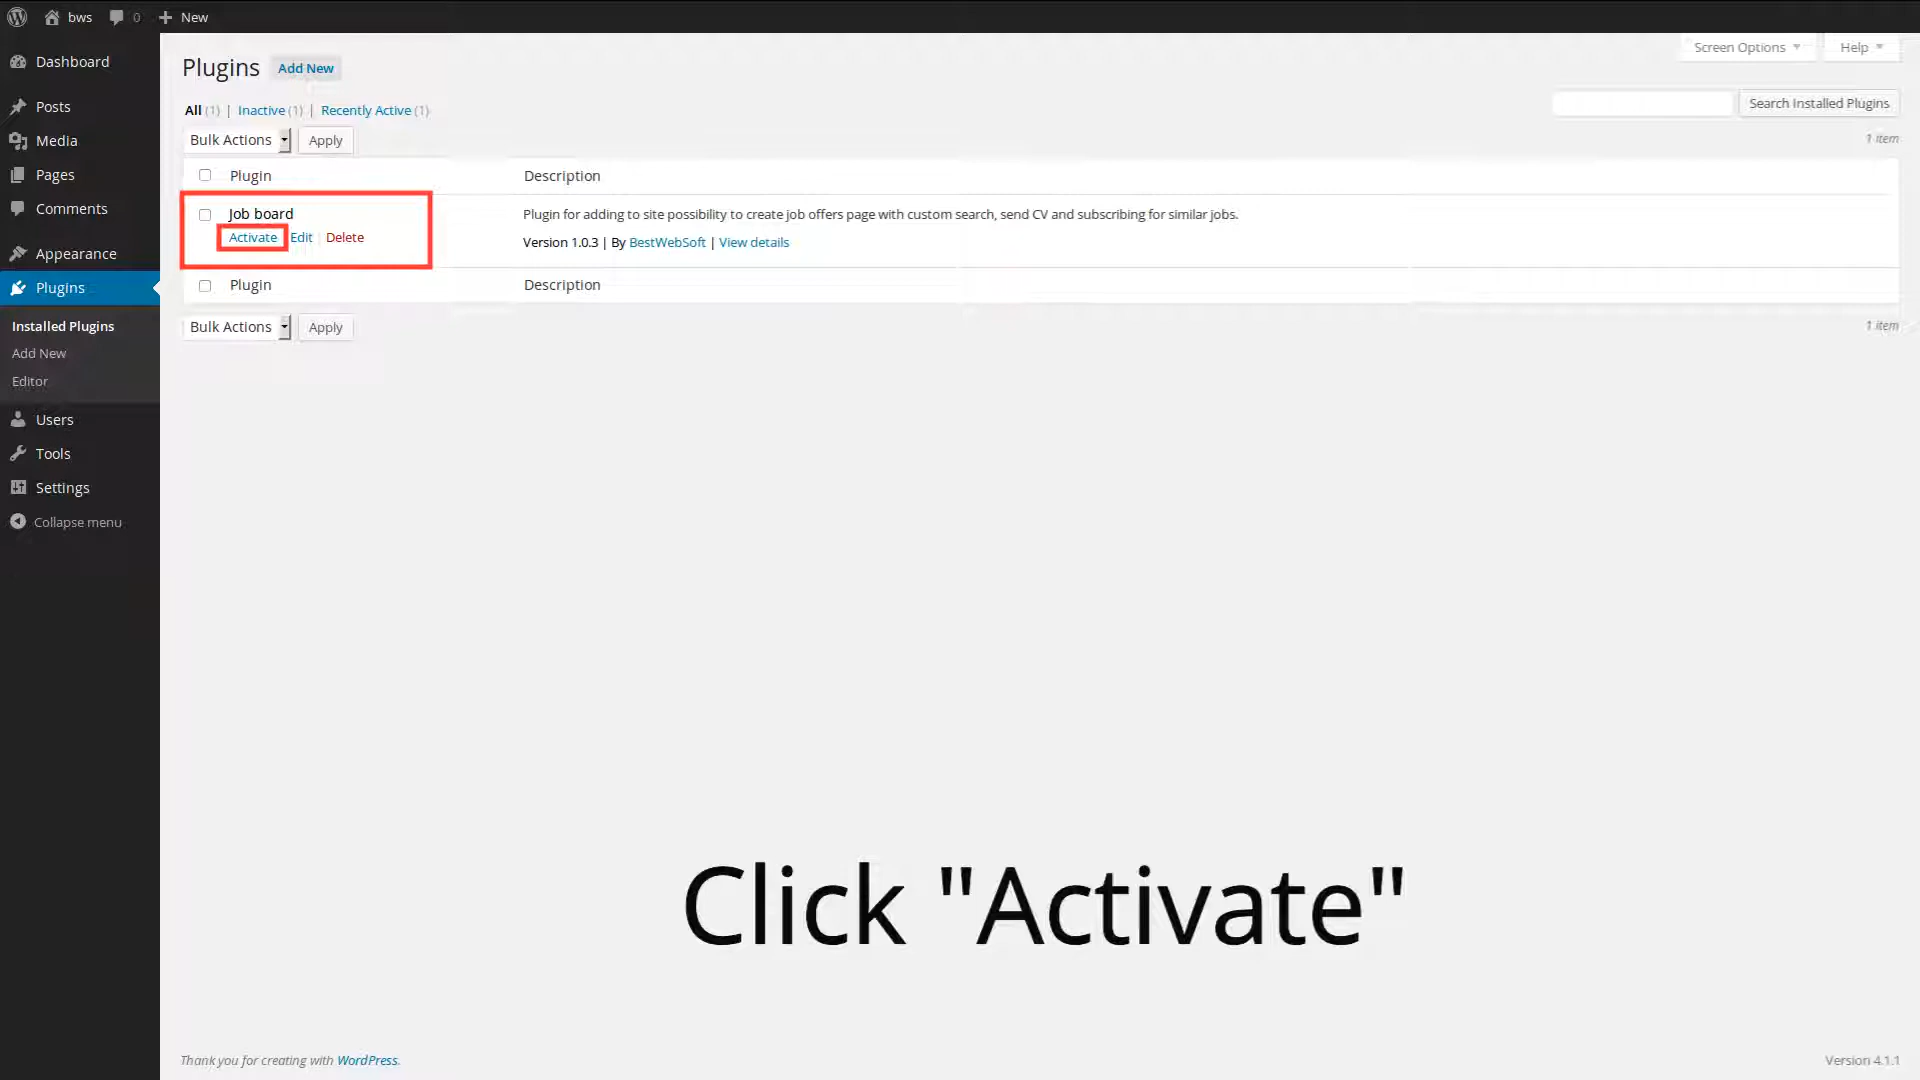 bws 0 New
Dashboard
Posts
Media
Pages
Comments
Appearance
Plugins
Installed Plugins
Add New
Editor
Users
Tools
Settings
Collapse menu
Screen Options Help
Plugins Add New
All (1) | Inactive (1) | Recently Active (1)
Search Installed Plugins
Bulk Actions Apply
1 item
Plugin Description
Job board Plugin for adding to site possibility to create job offers page with custom search, send CV and subscribing for similar jobs.
Activate Edit | Delete Version 1.0.3 | By BestWebSoft | View details
Plugin Description
Bulk Actions Apply
1 item
Click "Activate"
Thank you for creating with WordPress.
Version 4.1.1